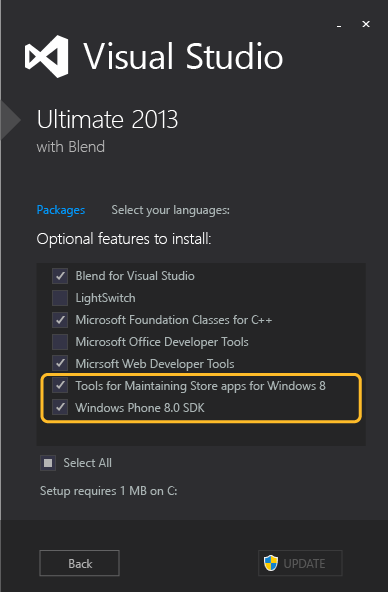 Visual Studio
Ultimate 2013
with Blend
Packages Select your languages:
Optional features to install:
Blend for Visual Studio
LightSwitch
Microsoft Foundation Classes for C++
Microsoft Office Developer Tools
Micrsoft Web Developer Tools
Tools for Maintaining Store apps for Windows 8
Windows Phone 8.0 SDK
Select All
Setup requires 1 MB on C:
Back UPDATE